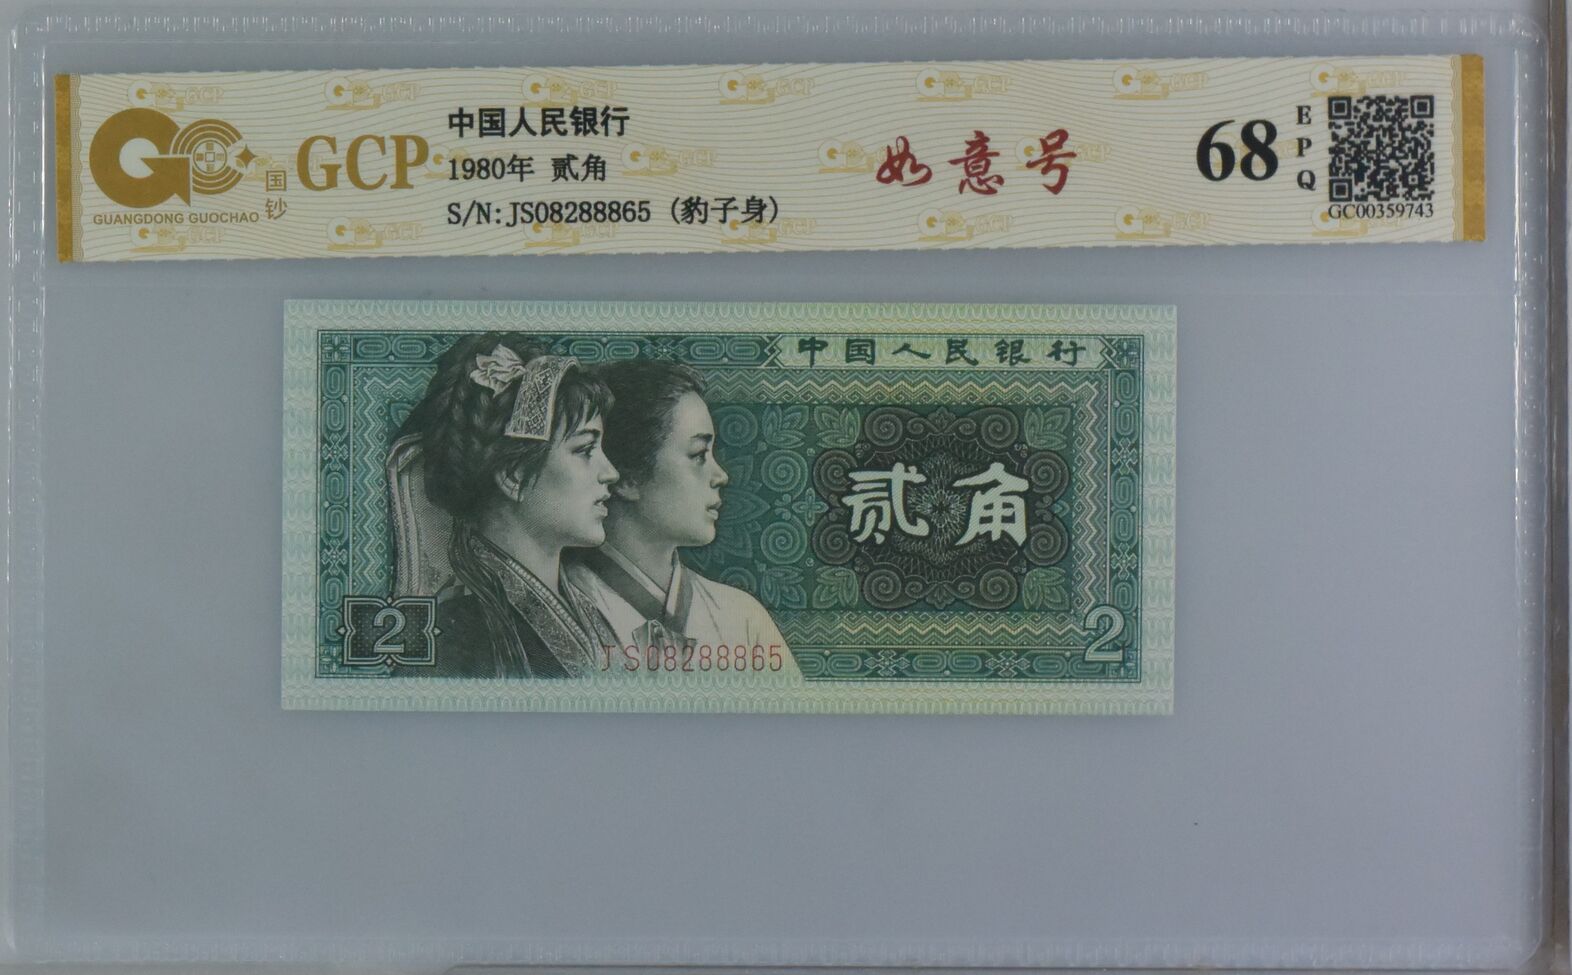 GCP
国钞
GUANGDONG GUOCHAO
中国人民银行
1980年 贰角
S/N:JS08288865 (豹子身)
如意号
68
EPQ
GC00359743
中国人民银行
贰角
2
2
JS08288865